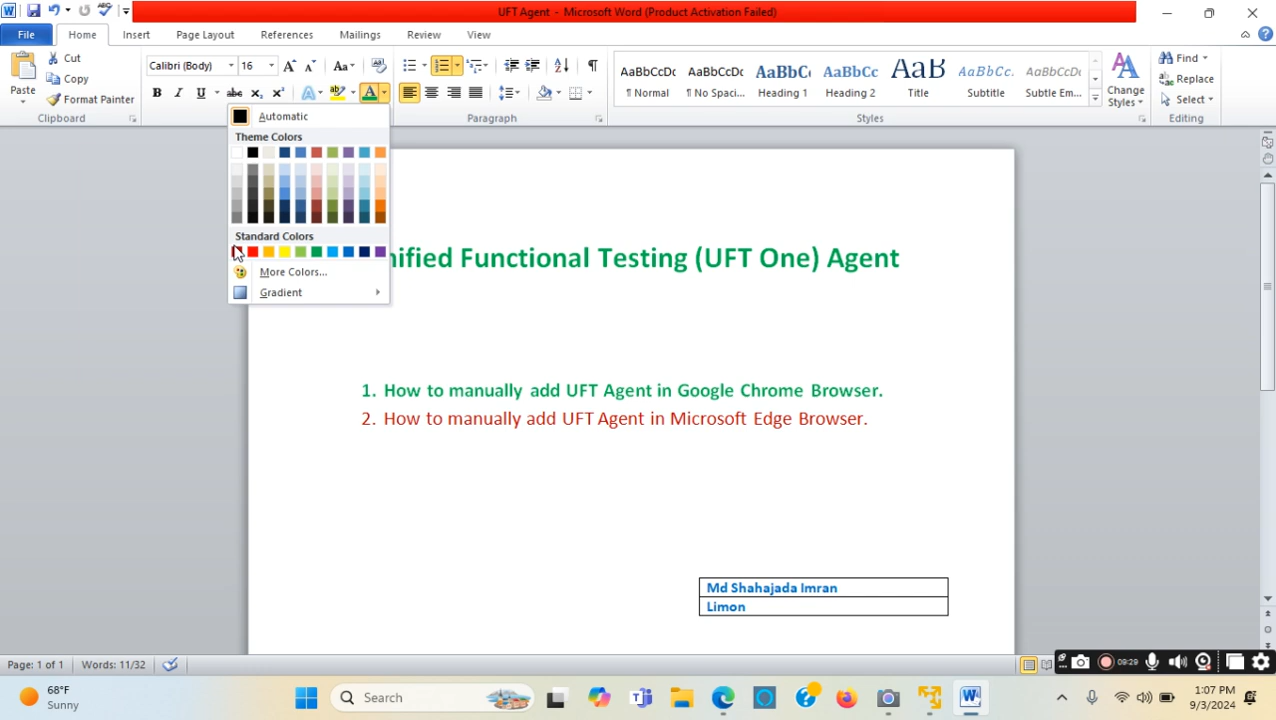 UFT Agent - Microsoft Word (Product Activation Failed)
File Home Insert Page Layout References Mailings Review View
Paste
Cut
Copy
Format Painter
Clipboard
Calibri (Body) 16
Paragraph
AaBbCcDc AaBbCcDc AaBbCc AaBbCc AaB AaBbCc. AaBbCcDc
¶ Normal ¶ No Spaci... Heading 1 Heading 2 Title Subtitle Subtle Em...
Change Styles
Styles
Find
Replace
Select
Editing
Automatic
Theme Colors
Standard Colors
More Colors...
Gradient
nified Functional Testing (UFT One) Agent
1. How to manually add UFT Agent in Google Chrome Browser.
2. How to manually add UFT Agent in Microsoft Edge Browser.
Md Shahajada Imran
Limon
Page: 1 of 1 Words: 11/32
09:29
68°F
Sunny
Search
1:07 PM
9/3/2024